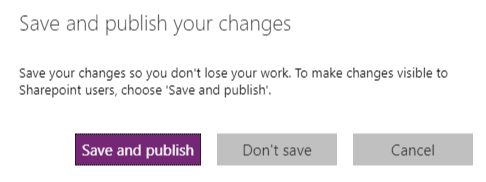 Save and publish your changes
Save your changes so you don't lose your work. To make changes visible to
Sharepoint users, choose 'Save and publish'.
Save and publish Don't save Cancel